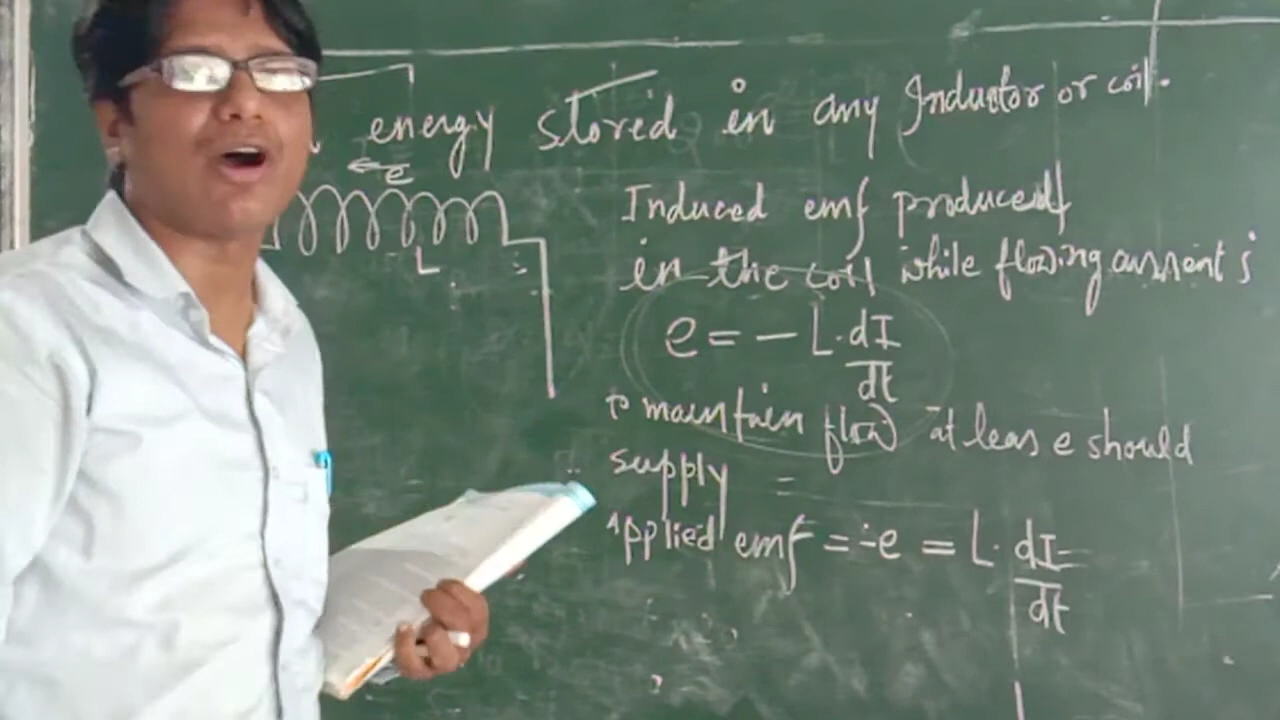 energy stored in any Inductor or coil.
e
L
Induced emf produced
in the coil while flowing current is
e = - L. dI/dt
to maintain flow at leas e should
supply =
Applied emf = -e = L. dI/dt